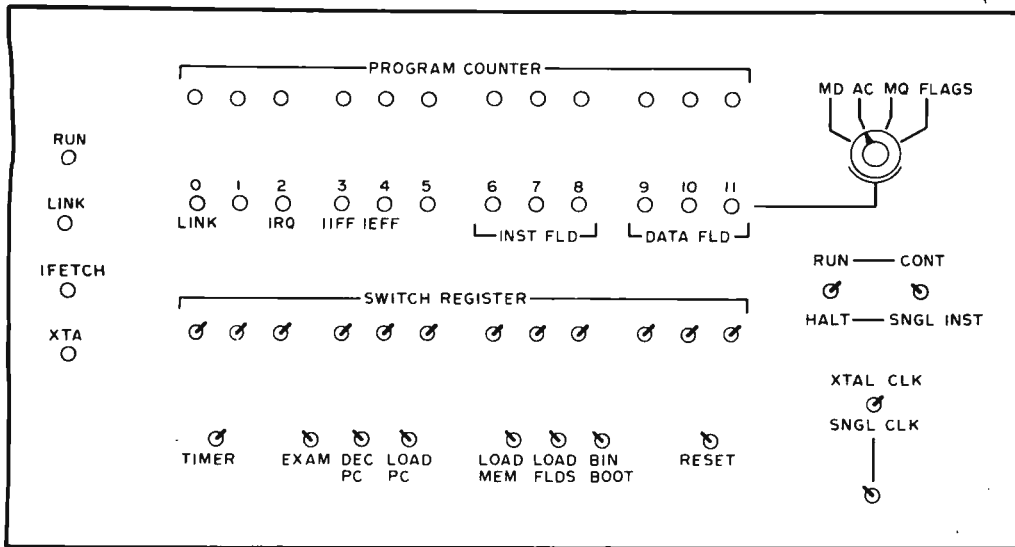 PROGRAM COUNTER
MD AC MQ FLAGS
RUN
LINK
0 1 2 3 4 5 6 7 8 9 10 11
LINK IRQ IIFF IEFF
INST FLD DATA FLD
IFETCH
RUN CONT
SWITCH REGISTER
HALT SNGL INST
XTA
XTAL CLK
SNGL CLK
TIMER EXAM DEC LOAD LOAD LOAD BIN RESET
PC PC MEM FLDS BOOT